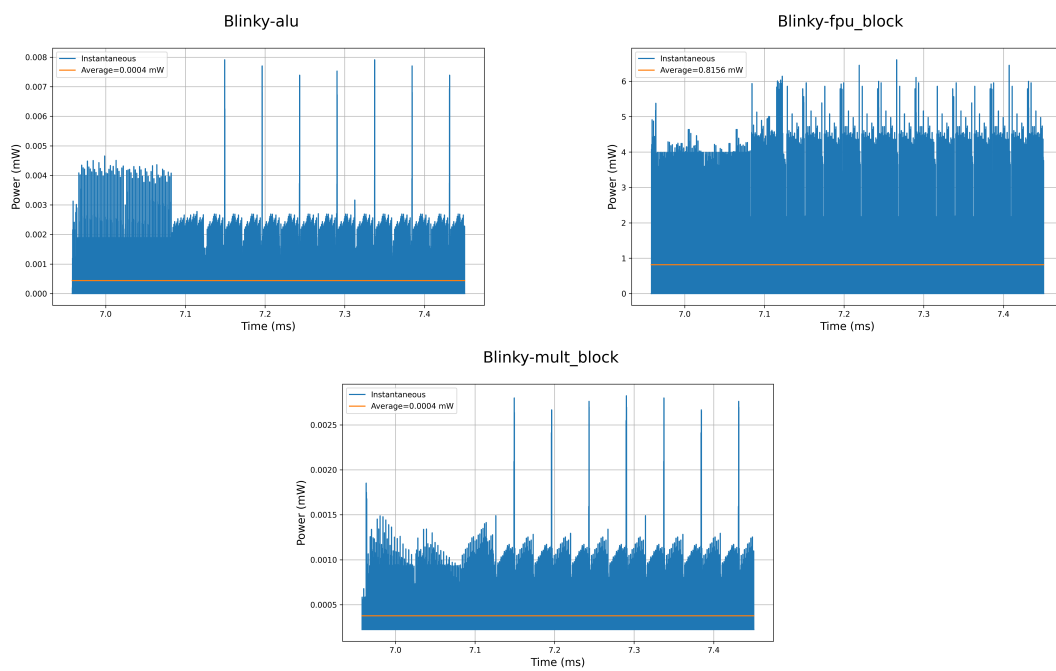 Blinky-alu
Instantaneous
Average=0.0004 mW
0.008
0.007
0.006
0.005
0.004
0.003
0.002
0.001
0.000
Power (mW)
7.0 7.1 7.2 7.3 7.4
Time (ms)
Blinky-fpu_block
Instantaneous
Average=0.8156 mW
6
5
4
3
2
1
0
Power (mW)
7.0 7.1 7.2 7.3 7.4
Time (ms)
Blinky-mult_block
Instantaneous
Average=0.0004 mW
0.0025
0.0020
0.0015
0.0010
0.0005
Power (mW)
7.0 7.1 7.2 7.3 7.4
Time (ms)